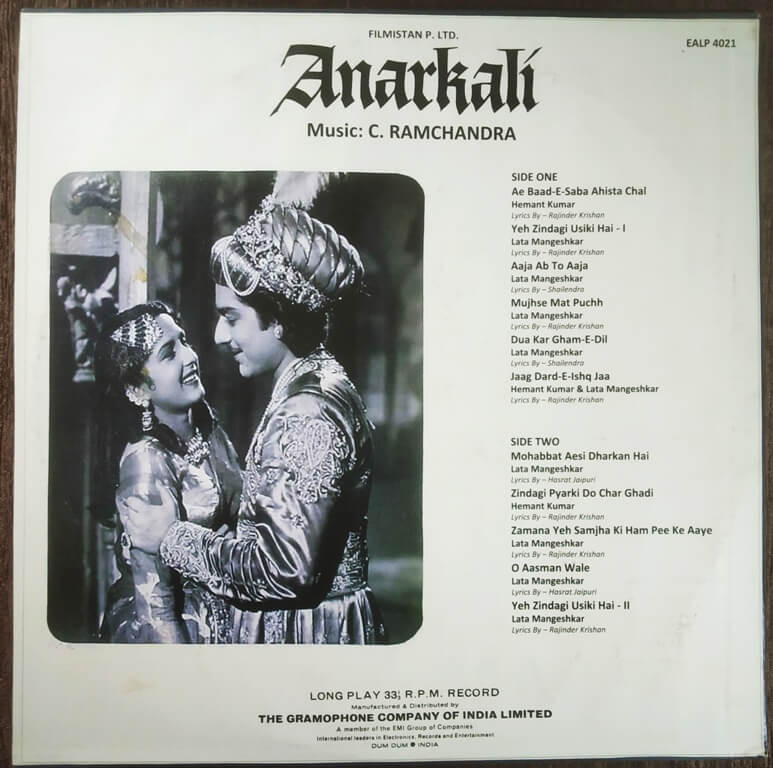 FILMISTAN P. LTD.
EALP 4021
Anarkali
Music: C. RAMCHANDRA
SIDE ONE
Ae Baad-E-Saba Ahista Chal
Hemant Kumar
Lyrics By – Rajinder Krishan
Yeh Zindagi Usiki Hai - I
Lata Mangeshkar
Lyrics By – Rajinder Krishan
Aaja Ab To Aaja
Lata Mangeshkar
Lyrics By – Shailendra
Mujhse Mat Puchh
Lata Mangeshkar
Lyrics By – Rajinder Krishan
Dua Kar Gham-E-Dil
Lata Mangeshkar
Lyrics By – Shailendra
Jaag Dard-E-Ishq Jaa
Hemant Kumar & Lata Mangeshkar
Lyrics By – Rajinder Krishan
SIDE TWO
Mohabbat Aesi Dharkan Hai
Lata Mangeshkar
Lyrics By – Hasrat Jaipuri
Zindagi Pyarki Do Char Ghadi
Hemant Kumar
Lyrics By – Rajinder Krishan
Zamana Yeh Samjha Ki Ham Pee Ke Aaye
Lata Mangeshkar
Lyrics By – Rajinder Krishan
O Aasman Wale
Lata Mangeshkar
Lyrics By – Hasrat Jaipuri
Yeh Zindagi Usiki Hai - II
Lata Mangeshkar
Lyrics By – Rajinder Krishan
LONG PLAY 33⅓ R.P.M. RECORD
Manufactured & Distributed by
THE GRAMOPHONE COMPANY OF INDIA LIMITED
A member of the EMI Group of Companies
International leaders in Electronics, Records and Entertainment
DUM DUM ● INDIA